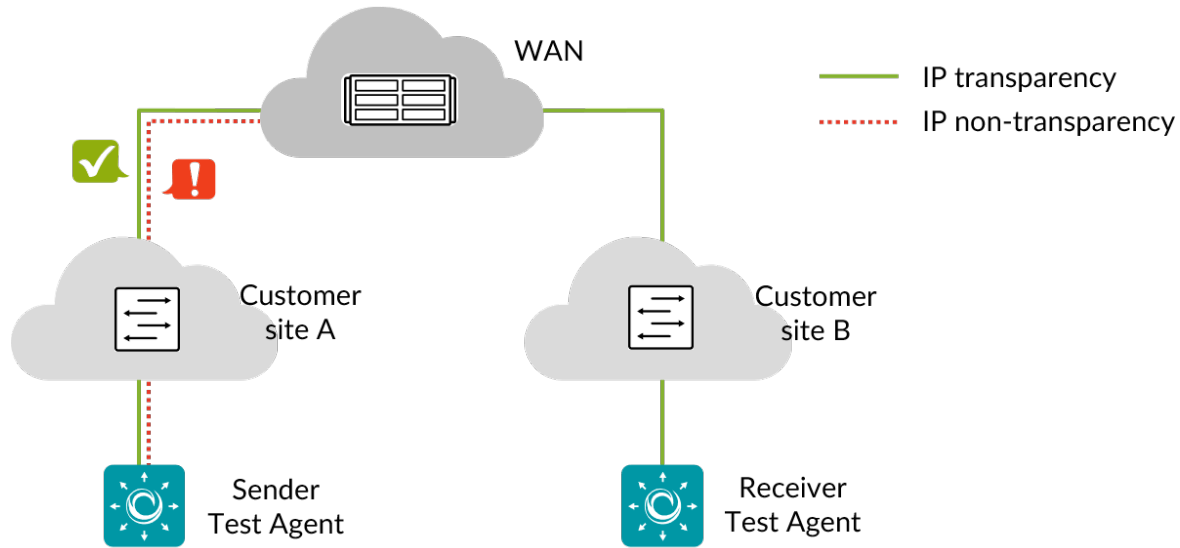 WAN
IP transparency
IP non-transparency
Customer
site A
Customer
site B
Sender
Test Agent
Receiver
Test Agent